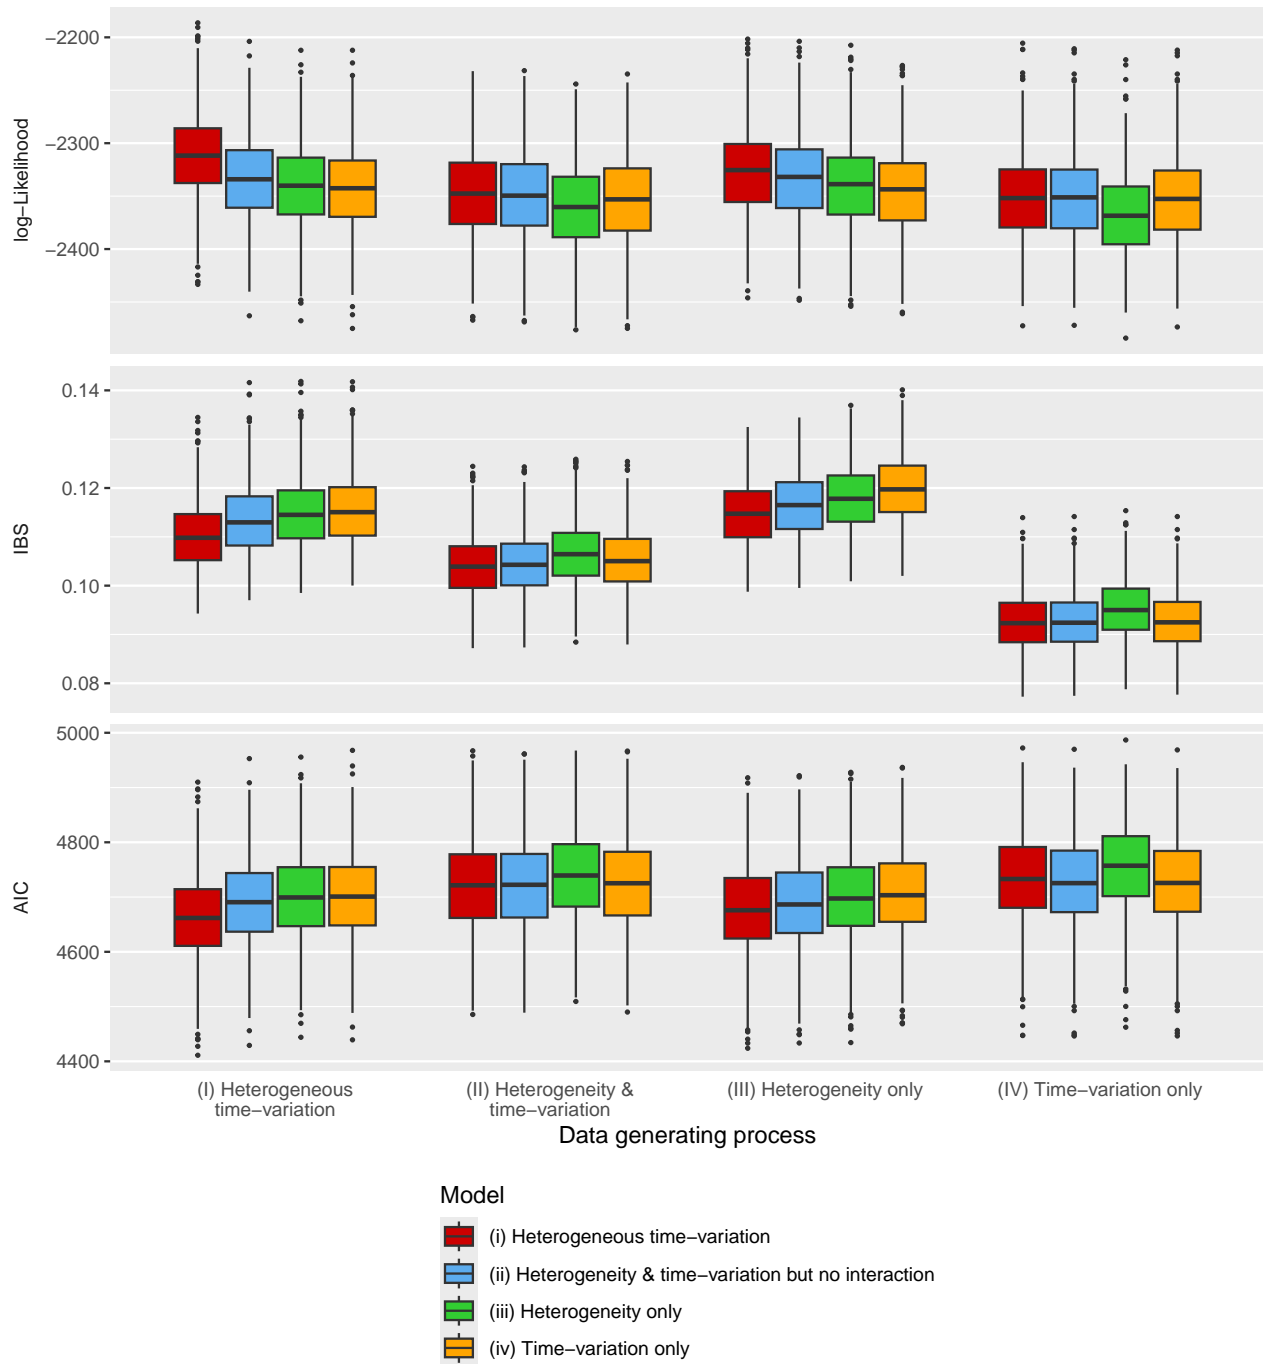 −2200
−2300
−2400
log−Likelihood
0.14
0.12
0.10
0.08
IBS
5000
4800
4600
4400
AIC
(I) Heterogeneous
time−variation
(II) Heterogeneity &
time−variation
(III) Heterogeneity only
(IV) Time−variation only
Data generating process
Model
(i) Heterogeneous time−variation
(ii) Heterogeneity & time−variation but no interaction
(iii) Heterogeneity only
(iv) Time−variation only